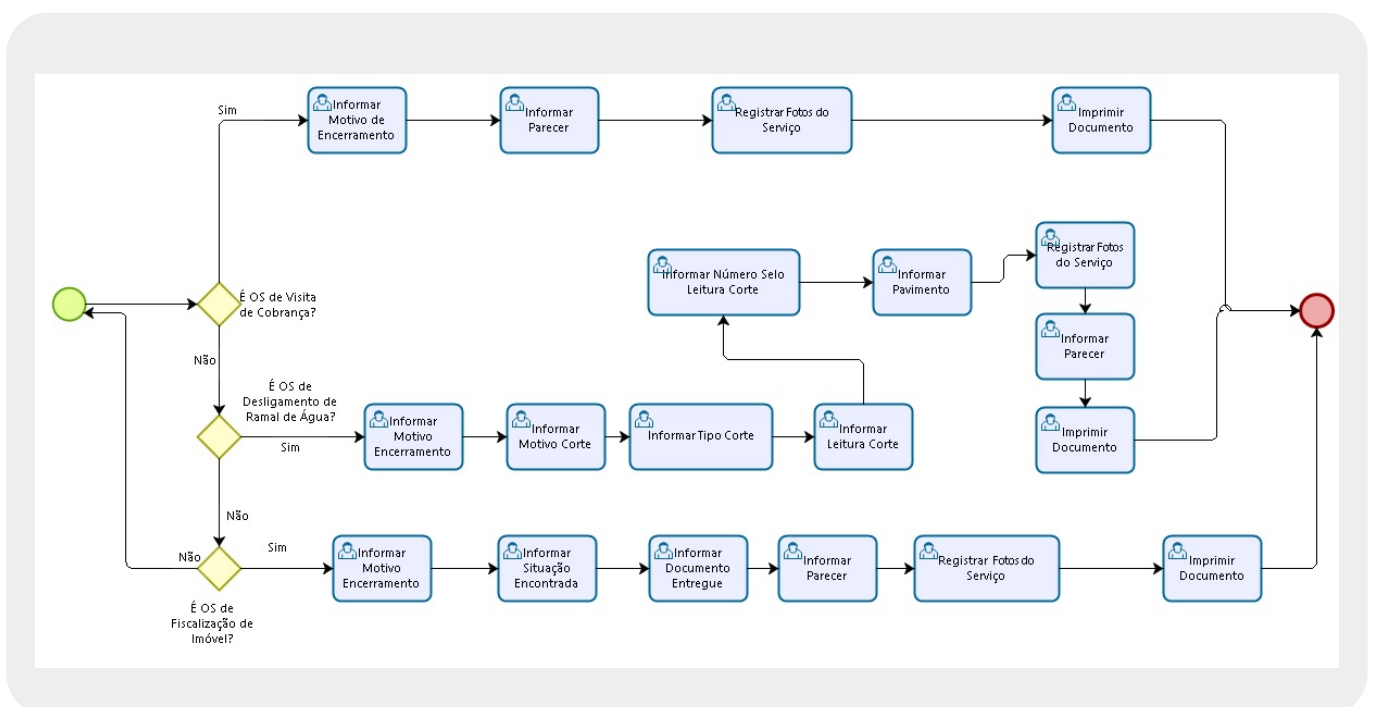 Sim
Informar
Motivo de
Encerramento
Informar
Parecer
Registrar Fotos do
Serviço
Imprimir
Documento
É OS de Visita
de Cobrança?
Informar Número Selo
Leitura Corte
Informar
Pavimento
Registrar Fotos
do Serviço
Informar
Parecer
Imprimir
Documento
Não
É OS de
Desligamento de
Ramal de Água?
Sim
Informar
Motivo
Encerramento
Informar
Motivo Corte
Informar Tipo Corte
Informar
Leitura Corte
Não
Não
Sim
É OS de
Fiscalização de
Imóvel?
Informar
Motivo
Encerramento
Informar
Situação
Encontrada
Informar
Documento
Entregue
Informar
Parecer
Registrar Fotos do
Serviço
Imprimir
Documento